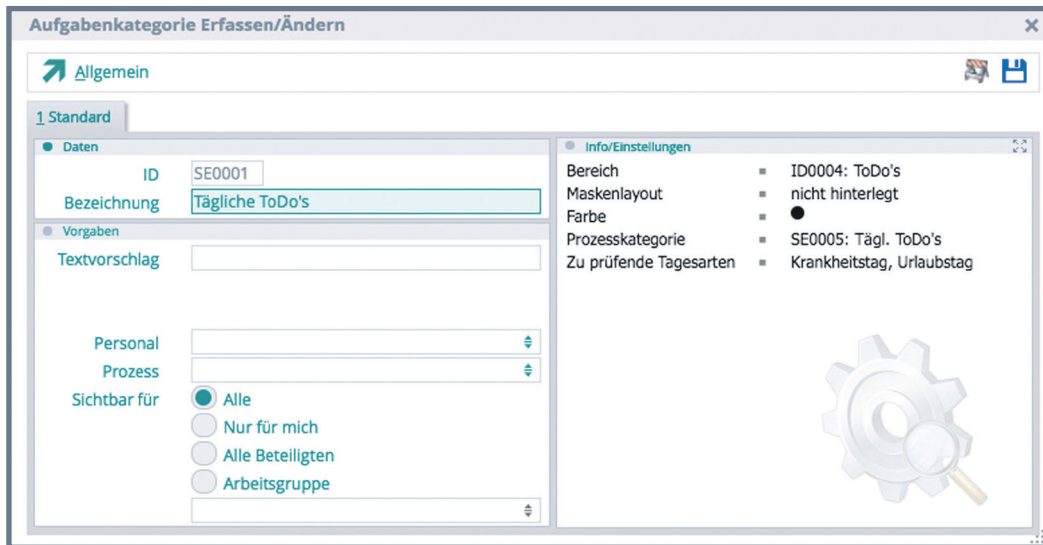 Aufgabenkategorie Erfassen/Ändern
Allgemein
1 Standard
Daten
ID SE0001
Bezeichnung Tägliche ToDo's
Vorgaben
Textvorschlag
Personal
Prozess
Sichtbar für Alle
Nur für mich
Alle Beteiligten
Arbeitsgruppe
Info/Einstellungen
Bereich ID0004: ToDo's
Maskenlayout nicht hinterlegt
Farbe
Prozesskategorie SE0005: Tägl. ToDo's
Zu prüfende Tagesarten Krankheitstag, Urlaubstag